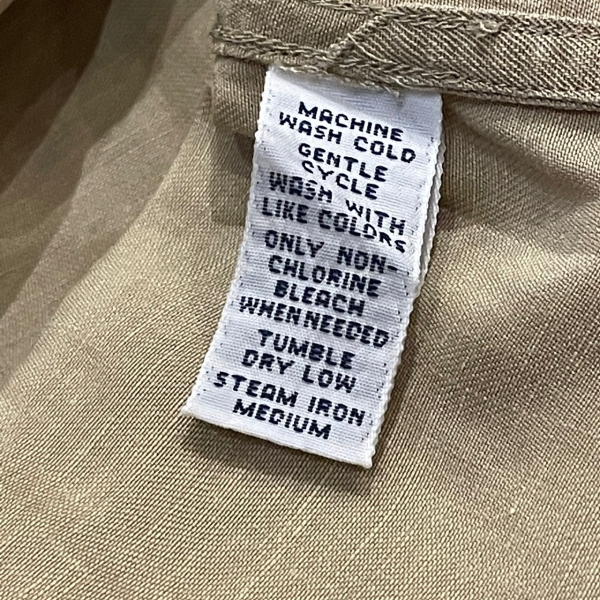 MACHINE
WASH COLD
GENTLE
CYCLE
WASH WITH
LIKE COLORS
ONLY NON-
CHLORINE
BLEACH
WHEN NEEDED
TUMBLE
DRY LOW
STEAM IRON
MEDIUM